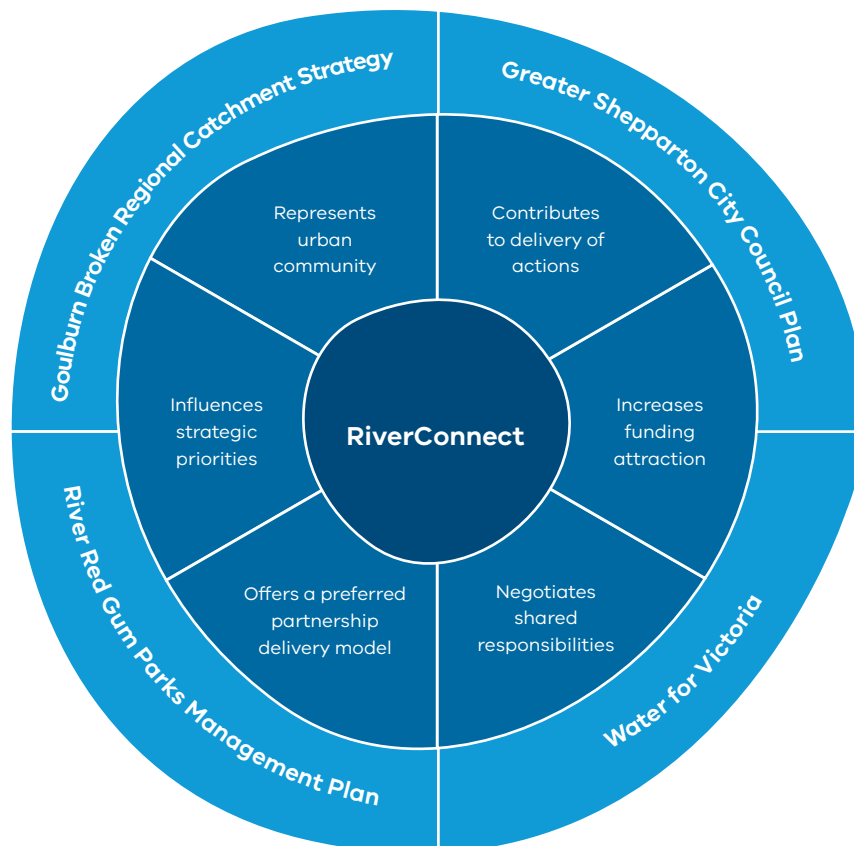 Goulburn Broken Regional Catchment Strategy
Greater Shepparton City Council Plan
Represents
urban
community
Contributes
to delivery of
actions
Influences
strategic
priorities
RiverConnect
Increases
funding
attraction
Offers a preferred
partnership
delivery model
Negotiates
shared
responsibilities
River Red Gum Parks Management Plan
Water for Victoria